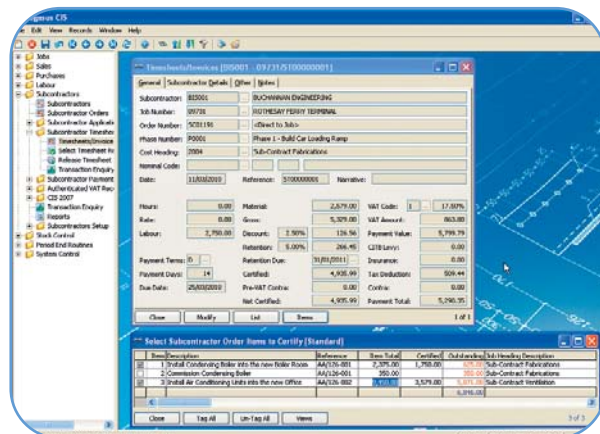 Pegasus CIS
File Edit View Records Window Help
Jobs
Sales
Purchases
Labour
Subcontractors
Subcontractors
Subcontractor Orders
Subcontractor Applicati
Subcontractor Timeshe
Timesheets/Invoice
Select Timesheet
Release Timesheet
Transaction Enquiry
Subcontractor Payment
Authenticated VAT Rec
CIS 2007
Transaction Enquiry
Reports
Subcontractors Setup
Stock Control
Period End Routines
System Control
Timesheets/Invoices [BIS001 - 09731/ST00000001]
General Subcontractor Details Other Notes
Subcontractor: BIS001 ... BUCHANNAN ENGINEERING
Job Number: 09731 ... ROTHESAY FERRY TERMINAL
Order Number: SC01191 ... <Direct to Job>
Phase Number: P0001 ... Phase 1 - Build Car Loading Ramp
Cost Heading: 2004 ... Sub-Contract Fabrications
Nominal Code:
Date: 11/03/2010 Reference: ST00000001 Narrative:
Hours: 0.00 Material: 2,579.00 VAT Code: 1 ... 17.50%
Rate: 0.00 Gross: 5,329.00 VAT Amount: 863.80
Labour: 2,750.00 Discount: 2.50% 126.56 Payment Value: 5,799.79
Retention: 5.00% 266.45 CITB Levy: 0.00
Payment Terms: D ... Retention Due: 31/01/2011 Insurance: 0.00
Payment Days: 14 Certified: 4,935.99 Tax Deduction: 509.44
Due Date: 25/03/2010 Pre-VAT Contra: 0.00 Contra: 0.00
Net Certified: 4,935.99 Payment Total: 5,290.35
Close Modify List Items 1 of 1
Select Subcontractor Order Items to Certify [Standard]
Item Description Reference Item Total Certified Outstanding Job Heading Description
1 Install Condensing Boiler into the new Boiler Room AA/126-001 2,375.00 1,750.00 625.00 Sub-Contract Fabrications
2 Commission Condensing Boiler AA/126-001 350.00 350.00 Sub-Contract Fabrications
3 Install Air Conditioning Units into the new Office AA/126-002 3,579.00 Sub-Contract Ventilation
Close Tag All Un-Tag All Views 3 of 3